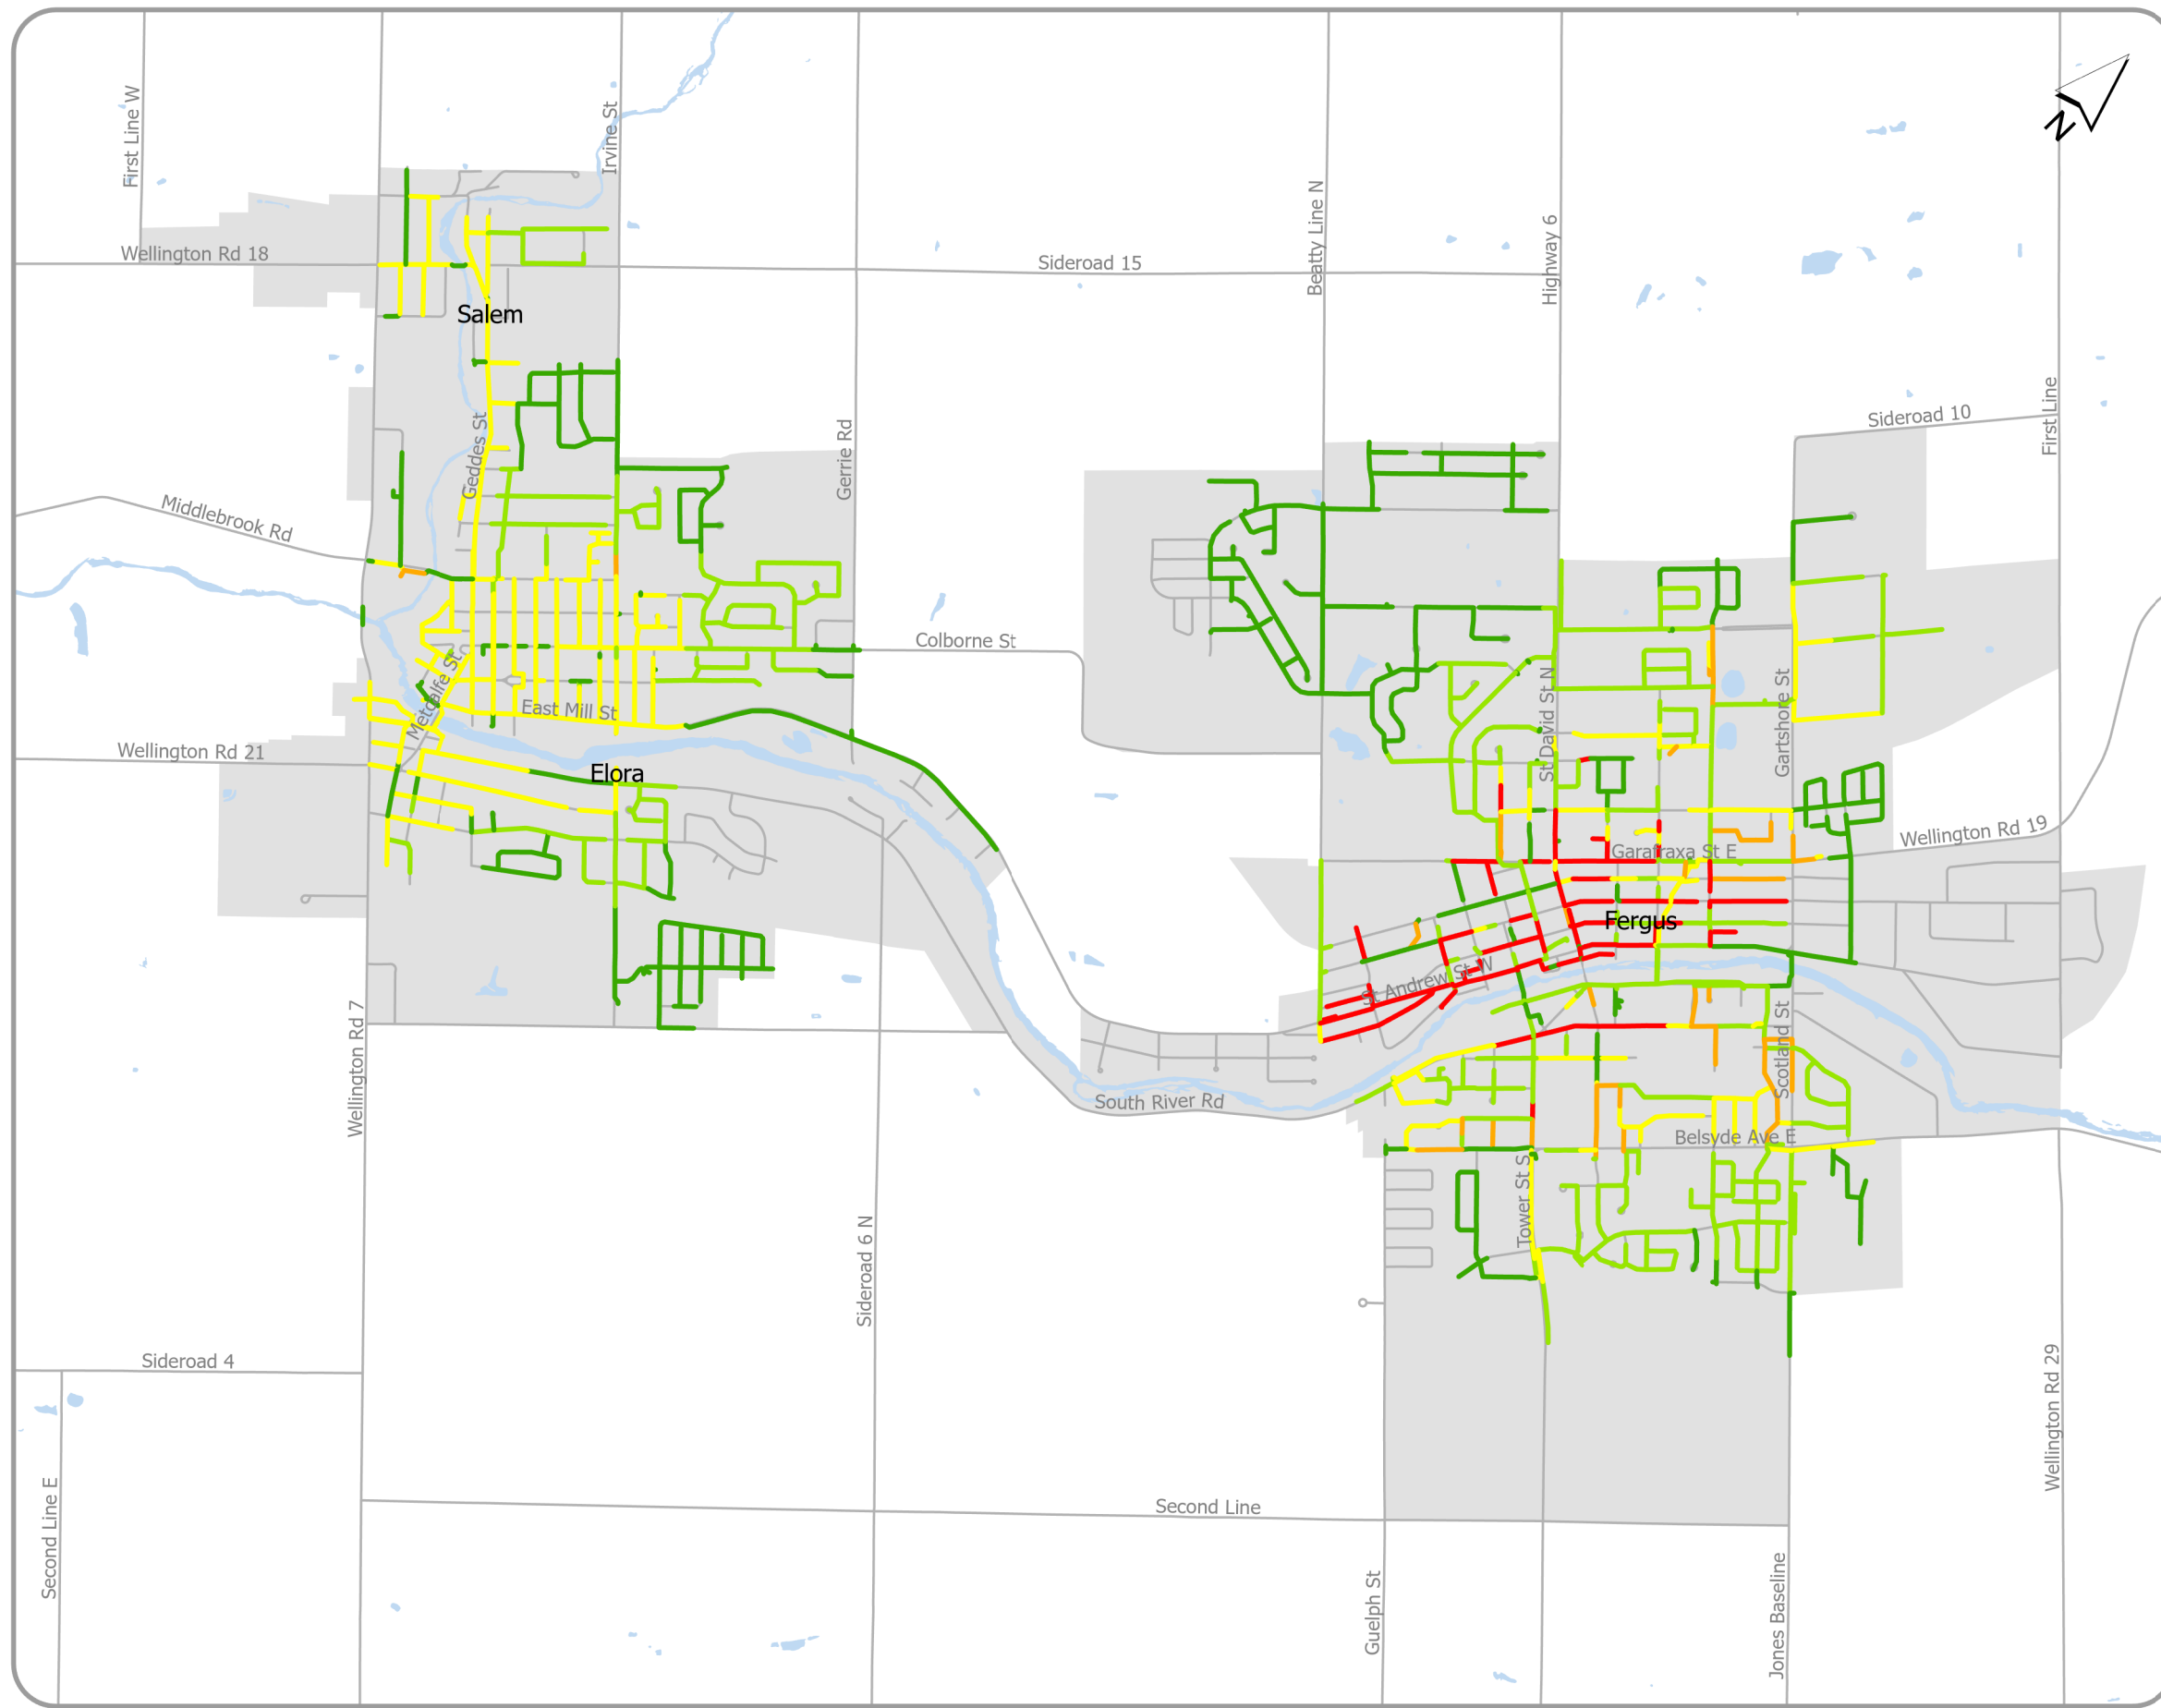 First Line W
Irvine St
N
Wellington Rd 18
Sideroad 15
Beatty Line N
Highway 6
Salem
First Line
Sideroad 10
Geddes St
Gerrie Rd
Middlebrook Rd
Colborne St
Metcalfe St
East Mill St
St David St N
Gartshore St
Wellington Rd 21
Elora
Wellington Rd 19
Garafraxa St E
Fergus
St Andrew St W
Wellington Rd 7
South River Rd
Scotland St
Belsyde Ave E
Tower St S
Sideroad 6 N
Sideroad 4
Wellington Rd 29
Second Line E
Second Line
Guelph St
Jones Baseline